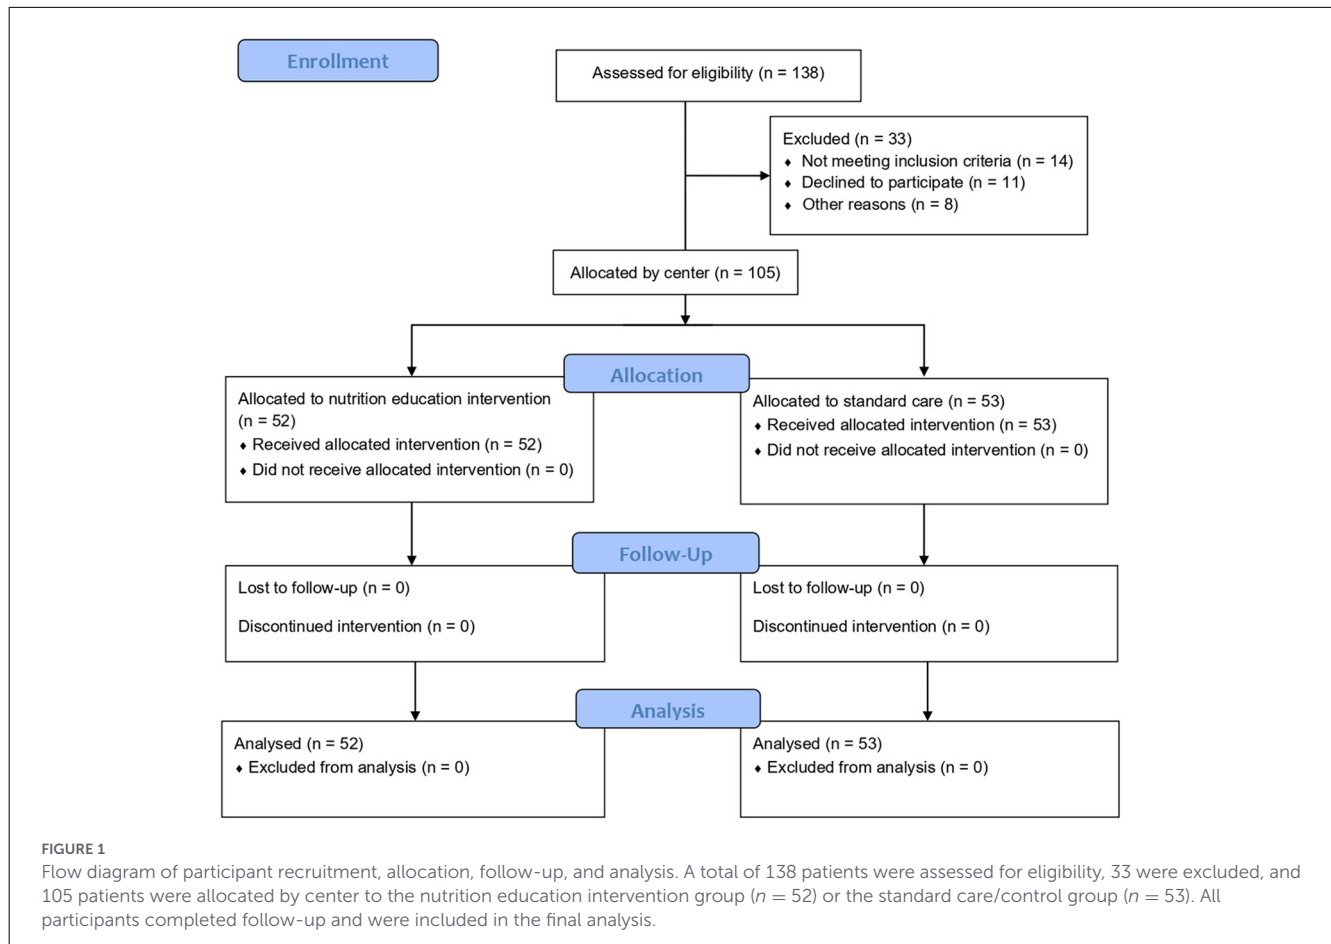 Enrollment
Assessed for eligibility (n = 138)
Excluded (n = 33)
♦ Not meeting inclusion criteria (n = 14)
♦ Declined to participate (n = 11)
♦ Other reasons (n = 8)
Allocated by center (n = 105)
Allocation
Allocated to nutrition education intervention
(n = 52)
♦ Received allocated intervention (n = 52)
♦ Did not receive allocated intervention (n = 0)
Allocated to standard care (n = 53)
♦ Received allocated intervention (n = 53)
♦ Did not receive allocated intervention (n = 0)
Follow-Up
Lost to follow-up (n = 0)
Discontinued intervention (n = 0)
Lost to follow-up (n = 0)
Discontinued intervention (n = 0)
Analysis
Analysed (n = 52)
♦ Excluded from analysis (n = 0)
Analysed (n = 53)
♦ Excluded from analysis (n = 0)
FIGURE 1
Flow diagram of participant recruitment, allocation, follow-up, and analysis. A total of 138 patients were assessed for eligibility, 33 were excluded, and
105 patients were allocated by center to the nutrition education intervention group (n = 52) or the standard care/control group (n = 53). All
participants completed follow-up and were included in the final analysis.